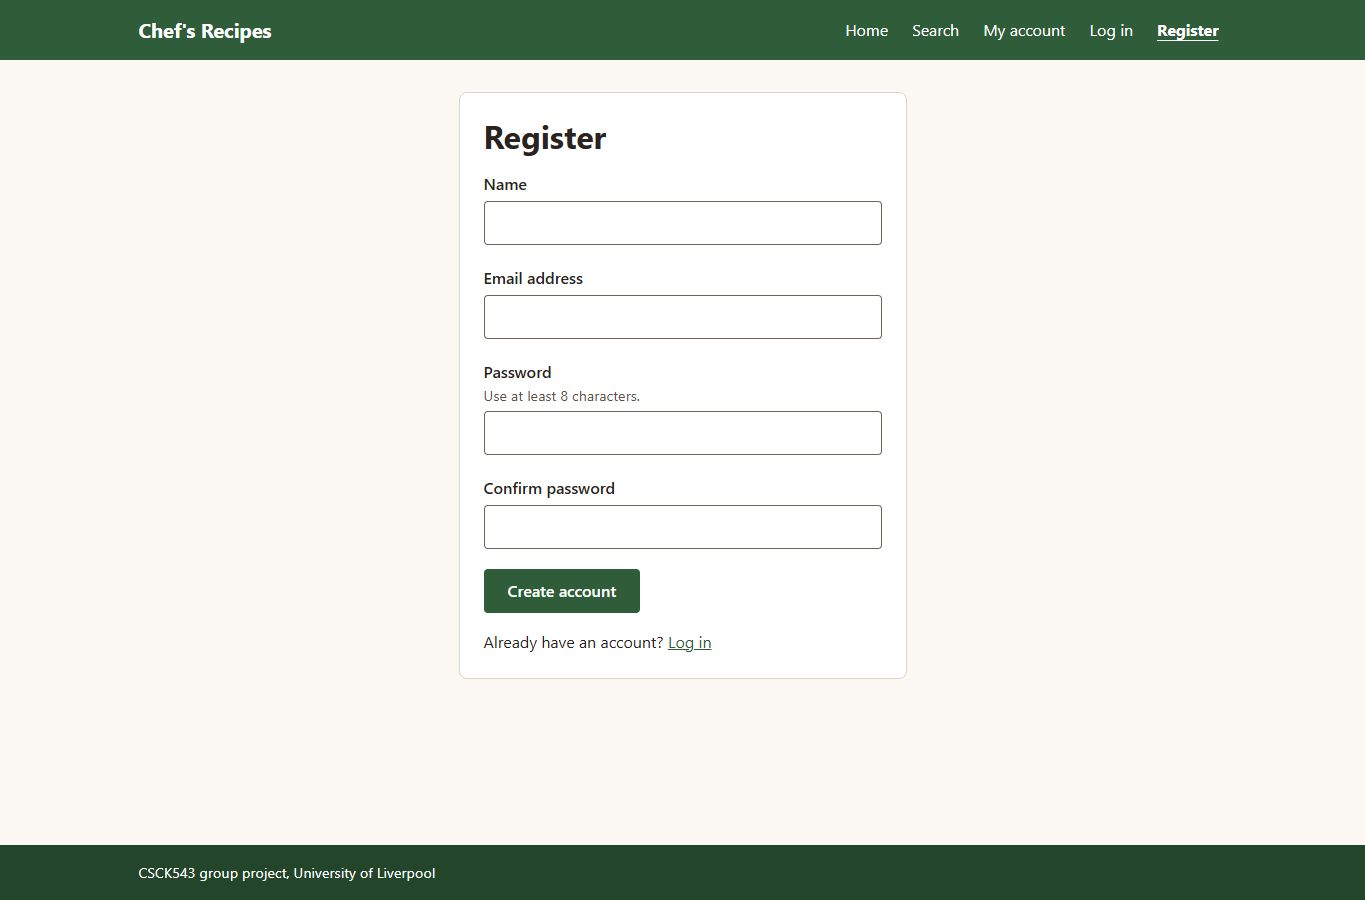 Chef's Recipes
Home Search My account Log in Register
Register
Name
Email address
Password
Use at least 8 characters.
Confirm password
Create account
Already have an account? Log in
CSCK543 group project, University of Liverpool